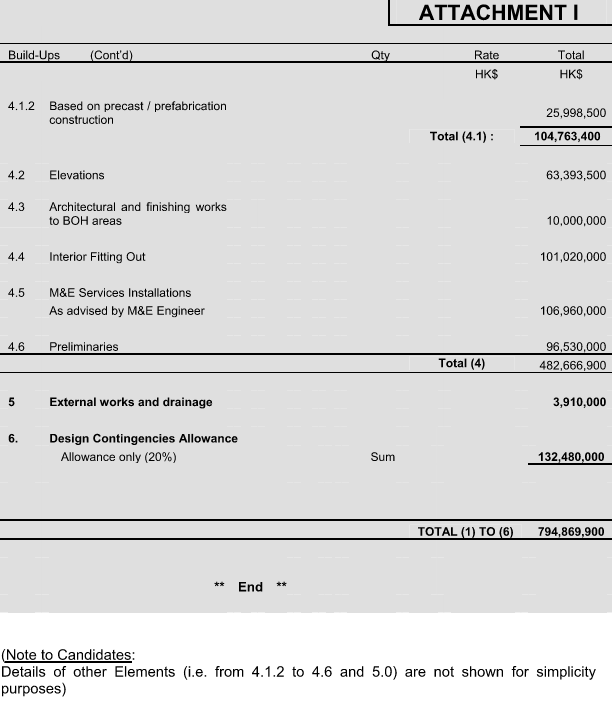 ATTACHMENT I
Build-Ups (Cont'd) Qty Rate Total
HK$ HK$
4.1.2 Based on precast / prefabrication
construction 25,998,500
Total (4.1) : 104,763,400
4.2 Elevations 63,393,500
4.3 Architectural and finishing works
to BOH areas 10,000,000
4.4 Interior Fitting Out 101,020,000
4.5 M&E Services Installations
As advised by M&E Engineer 106,960,000
4.6 Preliminaries 96,530,000
Total (4) 482,666,900
5 External works and drainage 3,910,000
6. Design Contingencies Allowance
Allowance only (20%) Sum 132,480,000
TOTAL (1) TO (6) 794,869,900
** End **
(Note to Candidates:
Details of other Elements (i.e. from 4.1.2 to 4.6 and 5.0) are not shown for simplicity
purposes)